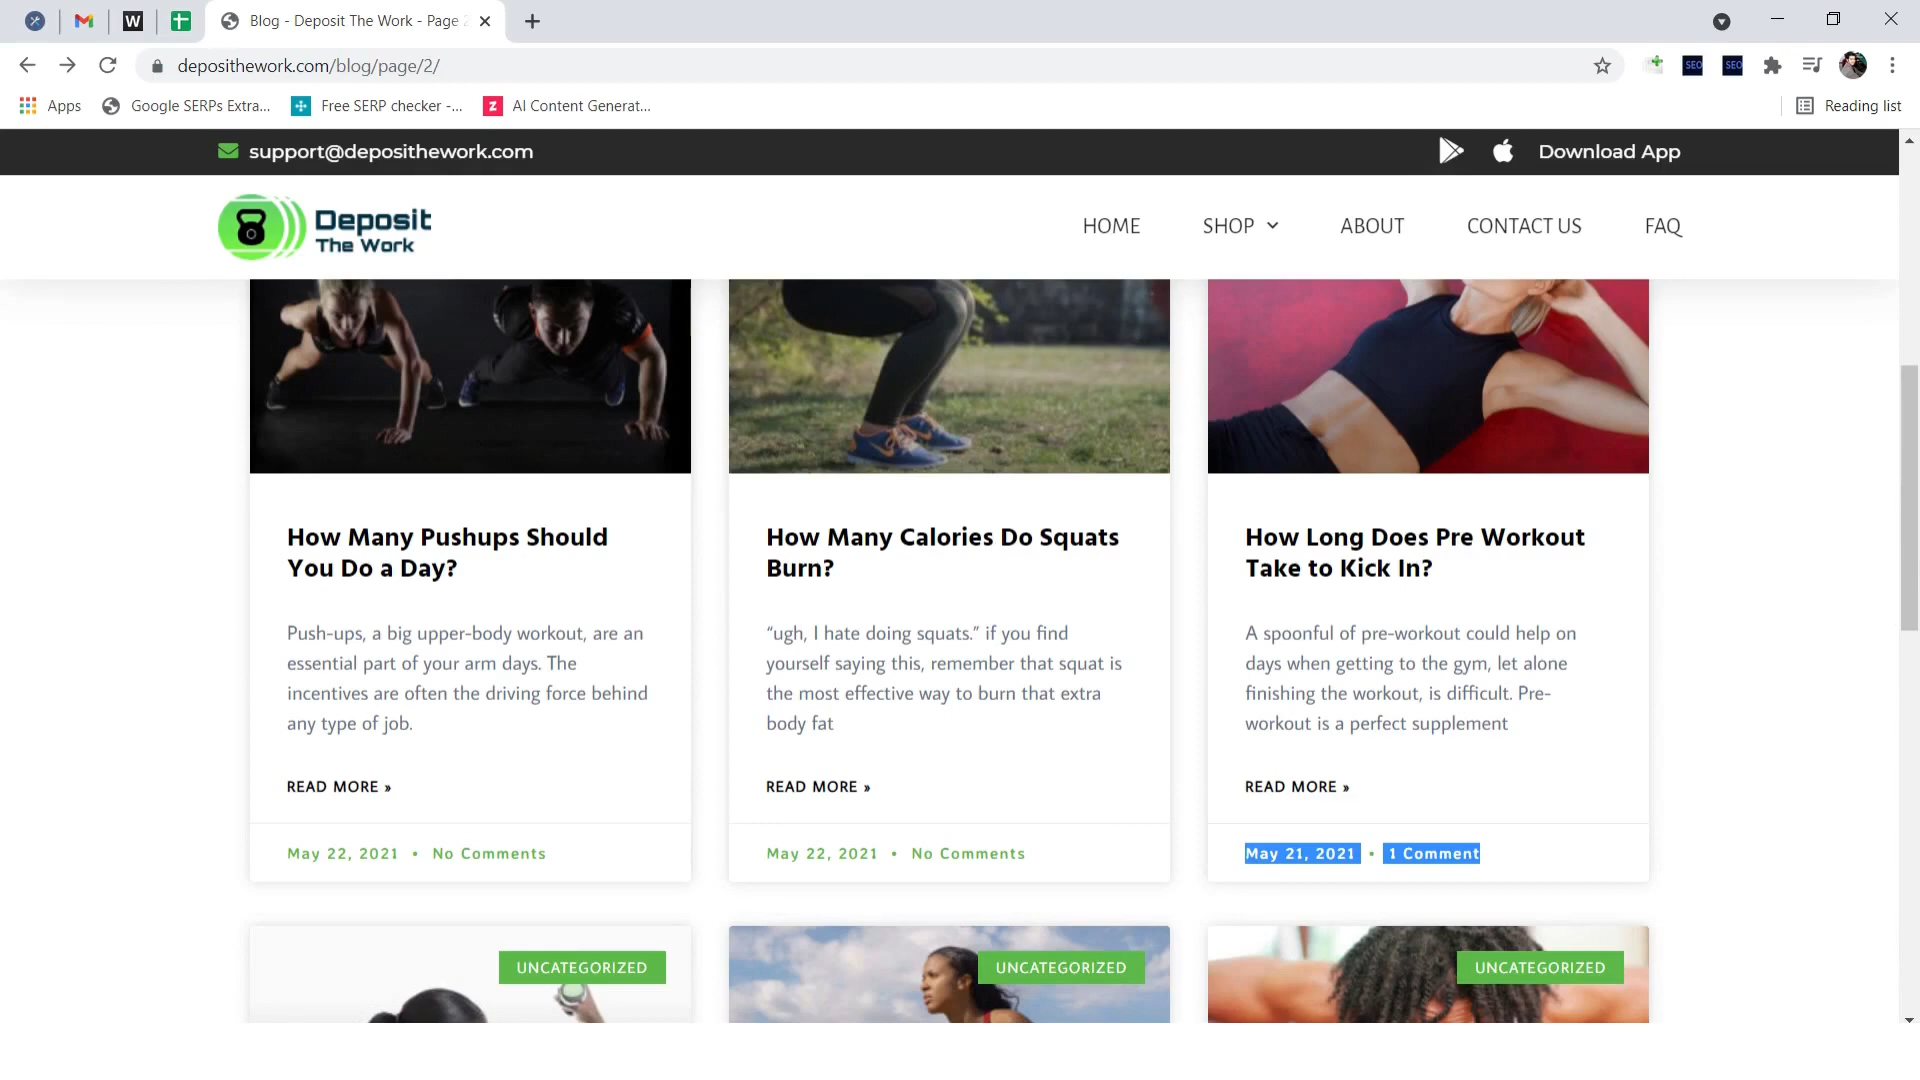 Blog - Deposit The Work - Page 2
deposithework.com/blog/page/2/
SEO
SEO
Apps
Google SERPs Extra...
Free SERP checker -...
AI Content Generat...
Reading list
support@deposithework.com
Download App
Deposit
The Work
HOME
SHOP
ABOUT
CONTACT US
FAQ
How Many Pushups Should
You Do a Day?
Push-ups, a big upper-body workout, are an
essential part of your arm days. The
incentives are often the driving force behind
any type of job.
READ MORE »
May 22, 2021 • No Comments
How Many Calories Do Squats
Burn?
“ugh, I hate doing squats.” if you find
yourself saying this, remember that squat is
the most effective way to burn that extra
body fat
READ MORE »
May 22, 2021 • No Comments
How Long Does Pre Workout
Take to Kick In?
A spoonful of pre-workout could help on
days when getting to the gym, let alone
finishing the workout, is difficult. Pre-
workout is a perfect supplement
READ MORE »
May 21, 2021 • 1 Comment
UNCATEGORIZED
UNCATEGORIZED
UNCATEGORIZED